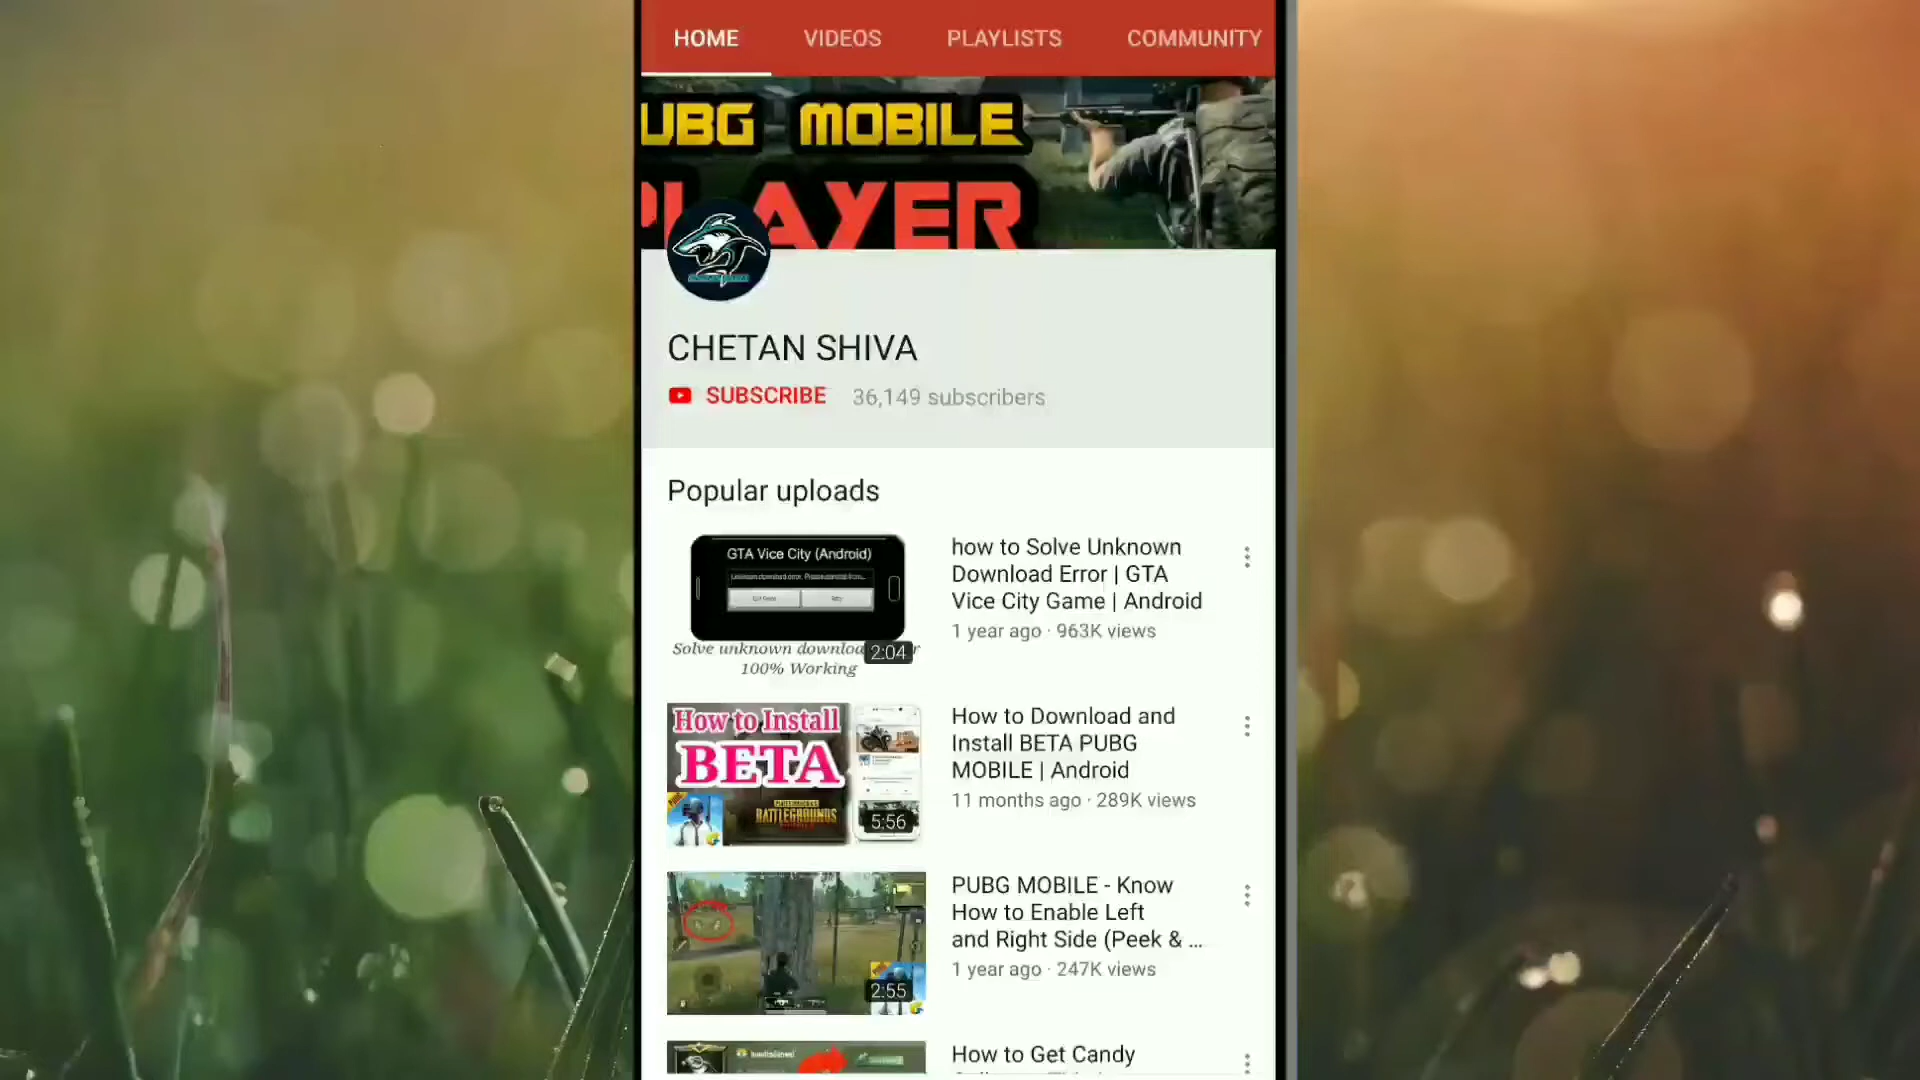 HOME VIDEOS PLAYLISTS COMMUNITY
UBG MOBILE
PLAYER
CHETAN SHIVA
SUBSCRIBE 36,149 subscribers
Popular uploads
GTA Vice City (Android)
Solve unknown downloa r
100% Working
2:04
how to Solve Unknown
Download Error | GTA
Vice City Game | Android
1 year ago · 963K views
How to Install
BETA
BATTLEGROUNDS
5:56
How to Download and
Install BETA PUBG
MOBILE | Android
11 months ago · 289K views
2:55
PUBG MOBILE - Know
How to Enable Left
and Right Side (Peek & ...
1 year ago · 247K views
How to Get Candy